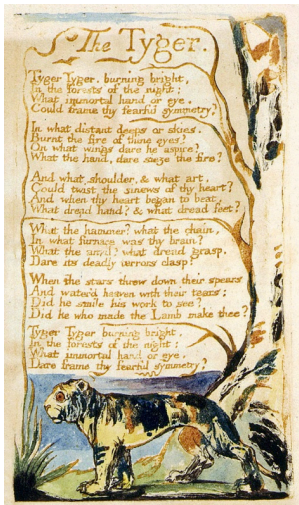 The Tyger.
Tyger Tyger. burning bright,
In the forests of the night:
What immortal hand or eye.
Could frame thy fearful symmetry?
In what distant deeps or skies.
Burnt the fire of thine eyes?
On what wings dare he aspire?
What the hand, dare seize the fire?
And what shoulder, & what art,
Could twist the sinews of thy heart?
And when thy heart began to beat,
What dread hand? & what dread feet?
What the hammer? what the chain,
In what furnace was thy brain?
What the anvil? what dread grasp,
Dare its deadly terrors clasp!
When the stars threw down their spears
And water'd heaven with their tears:
Did he smile his work to see?
Did he who made the Lamb make thee?
Tyger Tyger burning bright,
In the forests of the night:
What immortal hand or eye,
Dare frame thy fearful symmetry?